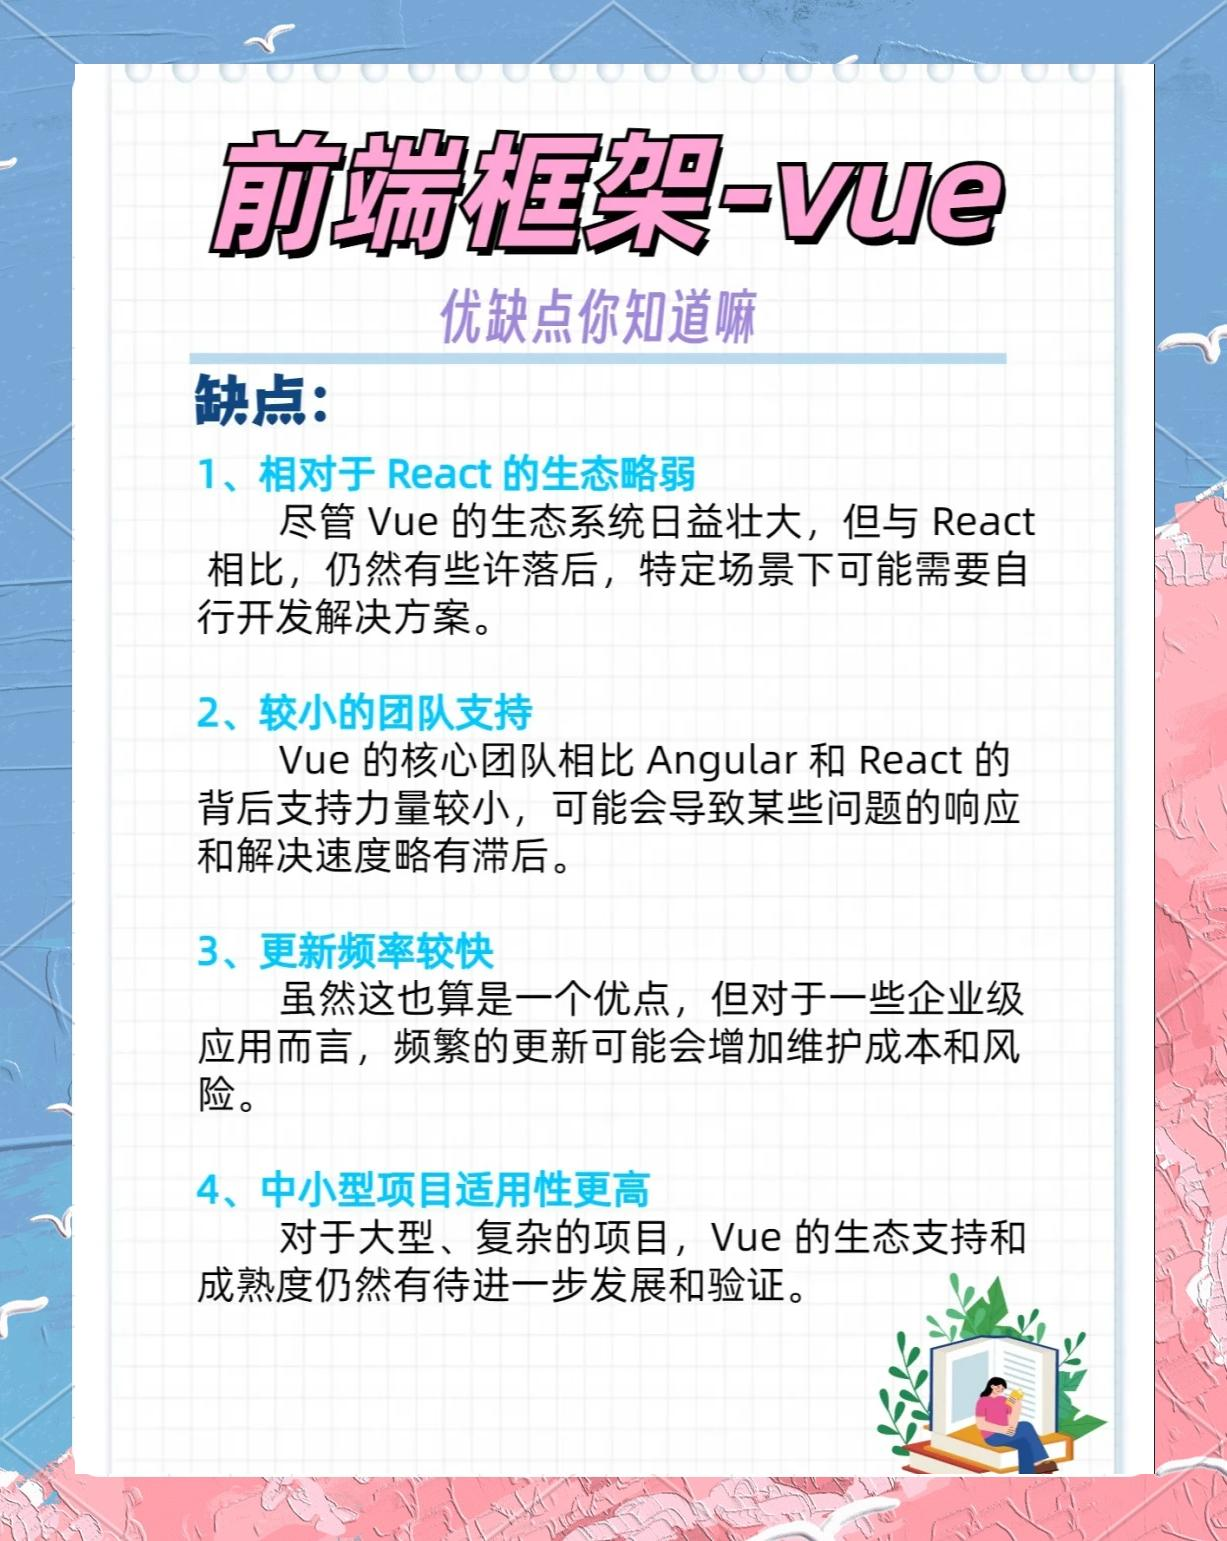 前端框架-vue
优缺点你知道嘛
缺点：
1、相对于 React 的生态略弱
尽管 Vue 的生态系统日益壮大，但与 React
相比，仍然有些许落后，特定场景下可能需要自
行开发解决方案。
2、较小的团队支持
Vue 的核心团队相比 Angular 和 React 的
背后支持力量较小，可能会导致某些问题的响应
和解决速度略有滞后。
3、更新频率较快
虽然这也算是一个优点，但对于一些企业级
应用而言，频繁的更新可能会增加维护成本和风
险。
4、中小型项目适用性更高
对于大型、复杂的项目，Vue 的生态支持和
成熟度仍然有待进一步发展和验证。